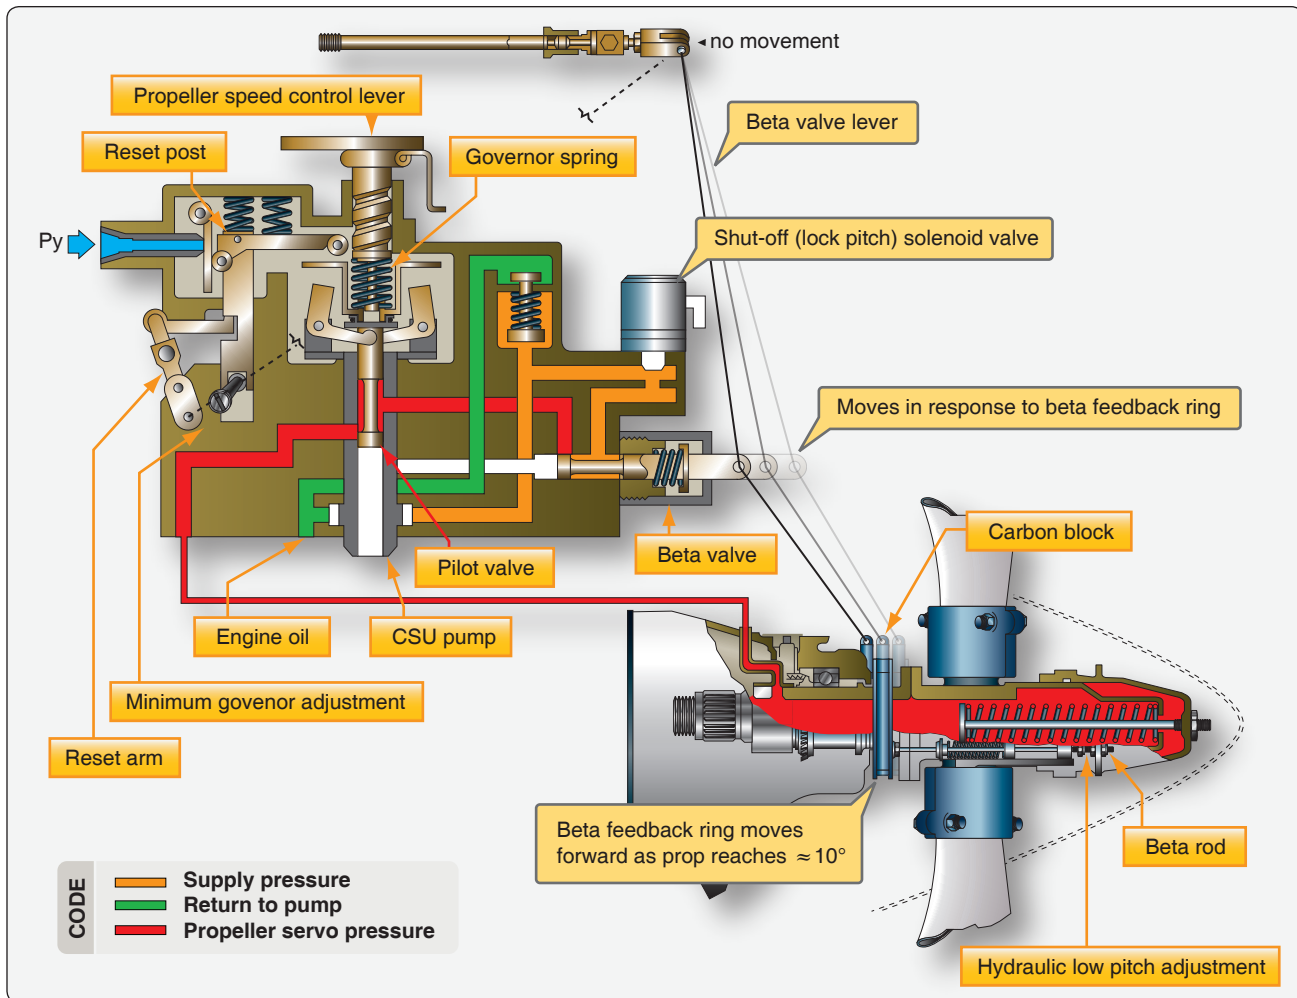 no movement
Propeller speed control lever
Beta valve lever
Reset post
Governor spring
Py
Shut-off (lock pitch) solenoid valve
Moves in response to beta feedback ring
Carbon block
Pilot valve
Beta valve
Engine oil
CSU pump
Minimum govenor adjustment
Reset arm
Beta feedback ring moves
forward as prop reaches ≈10°
Beta rod
Hydraulic low pitch adjustment
CODE
Supply pressure
Return to pump
Propeller servo pressure